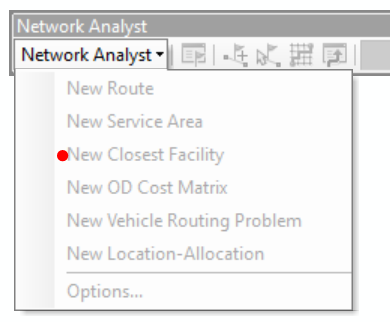 Network Analyst
Network Analyst
New Route
New Service Area
New Closest Facility
New OD Cost Matrix
New Vehicle Routing Problem
New Location-Allocation
Options...